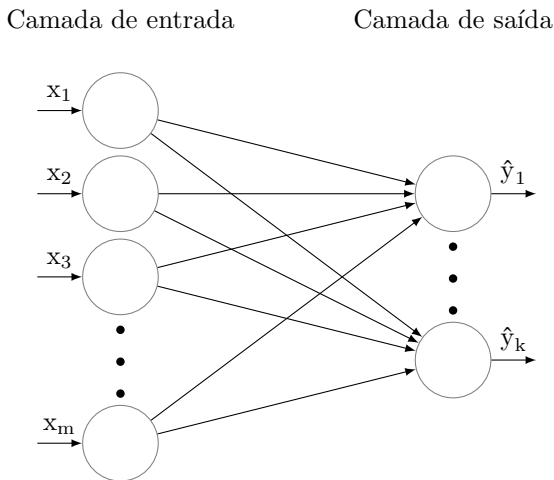 Camada de entrada
Camada de saída
x₁
x₂
x₃
xₘ
ŷ₁
ŷₖ